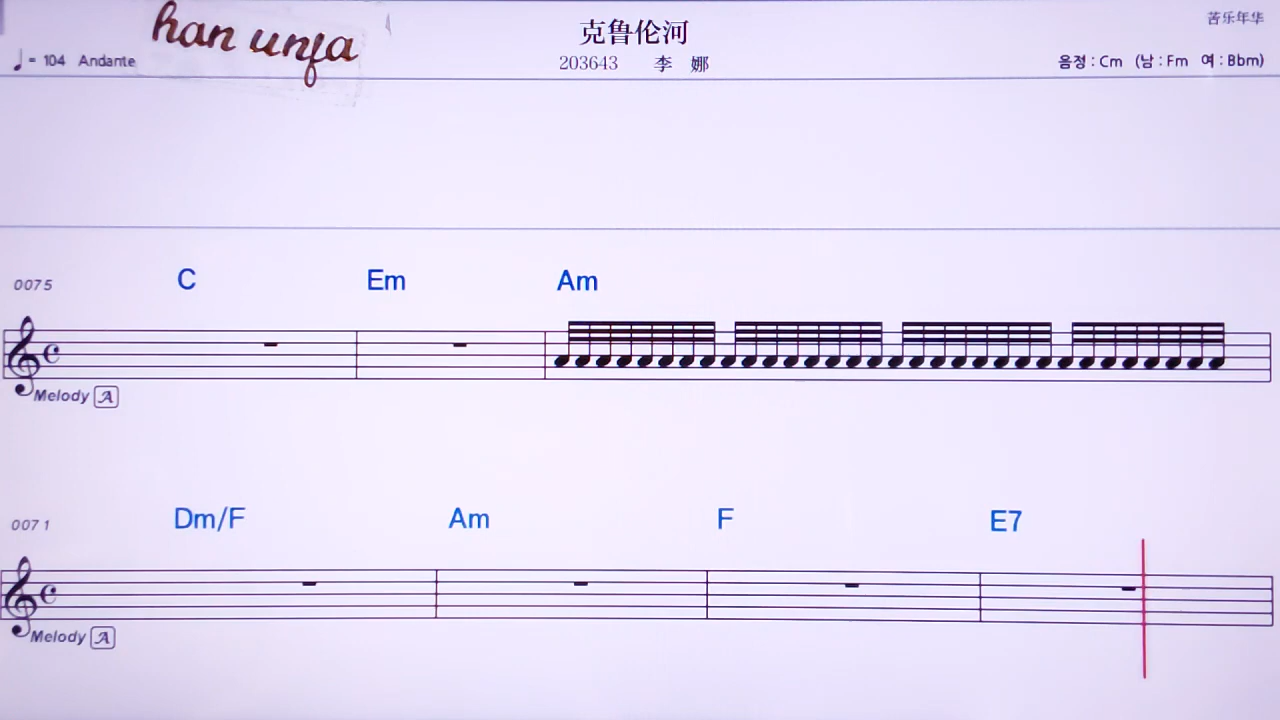 han unfa
克鲁伦河
苦乐年华
♩= 104 Andante
203643 李 娜
음정 : Cm (남 : Fm 여 : Bbm)
0075 C Em Am
Melody A
0071 Dm/F Am F E7
Melody A